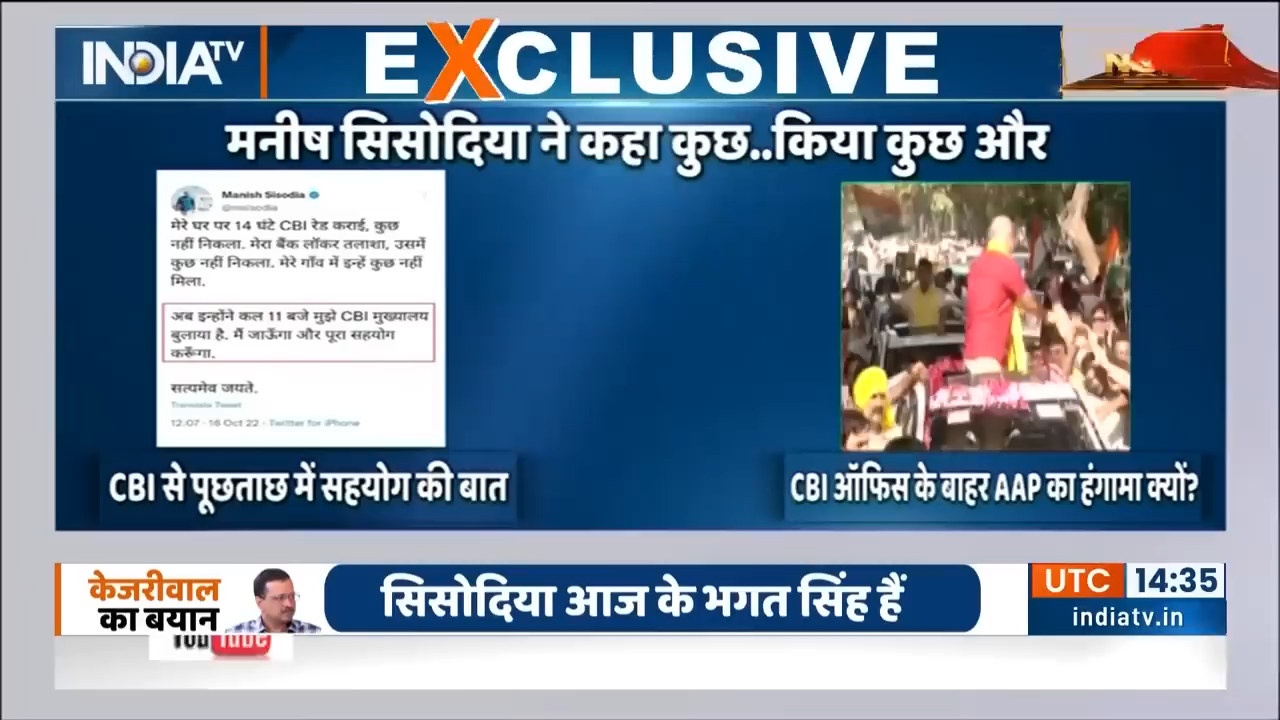 INDIA TV
EXCLUSIVE
मनीष सिसोदिया ने कहा कुछ..किया कुछ और
Manish Sisodia
@msisodia
मेरे घर पर 14 घंटे CBI रेड कराई, कुछ
नहीं निकला. मेरा बैंक लॉकर तलाशा, उसमें
कुछ नहीं निकला. मेरे गाँव में इन्हें कुछ नहीं
मिला.
अब इन्होंने कल 11 बजे मुझे CBI मुख्यालय
बुलाया है. मैं जाऊँगा और पूरा सहयोग
करूँगा.
सत्यमेव जयते.
Translate Tweet
12:07 · 16 Oct 22 · Twitter for iPhone
CBI से पूछताछ में सहयोग की बात
CBI ऑफिस के बाहर AAP का हंगामा क्यों?
केजरीवाल
का बयान
सिसोदिया आज के भगत सिंह हैं
UTC 14:35
indiatv.in
YouTube